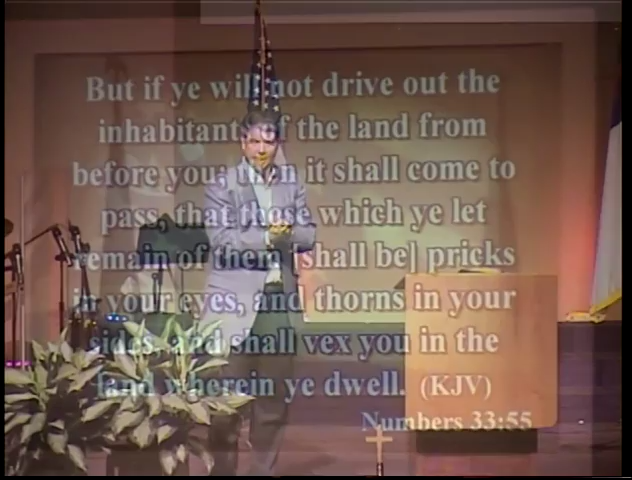 But if ye will not drive out the
inhabitants of the land from
before you; then it shall come to
pass, that those which ye let
remain of them [shall be] pricks
in your eyes, and thorns in your
sides, and shall vex you in the
land wherein ye dwell. (KJV)
Numbers 33:55